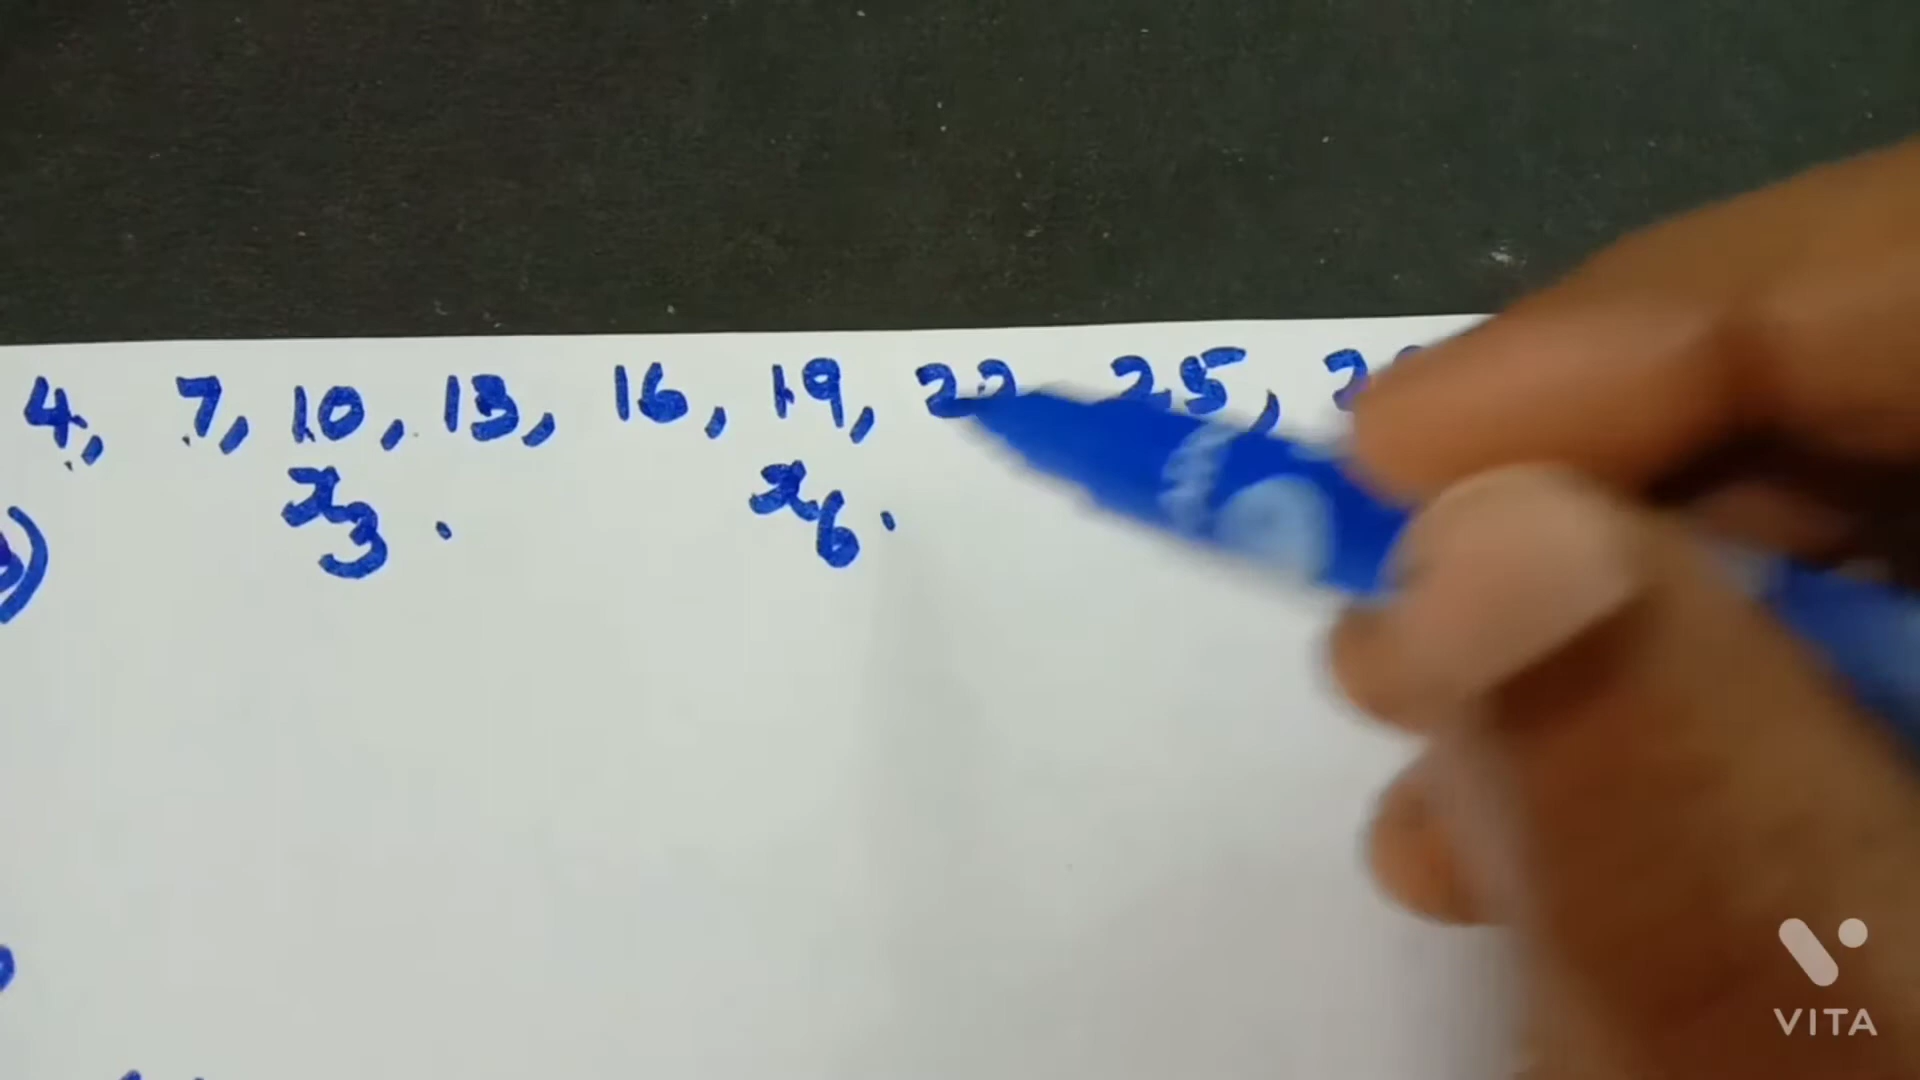 4, 7, 10, 13, 16, 19, 22 25,
x3 . x6 .
VITA